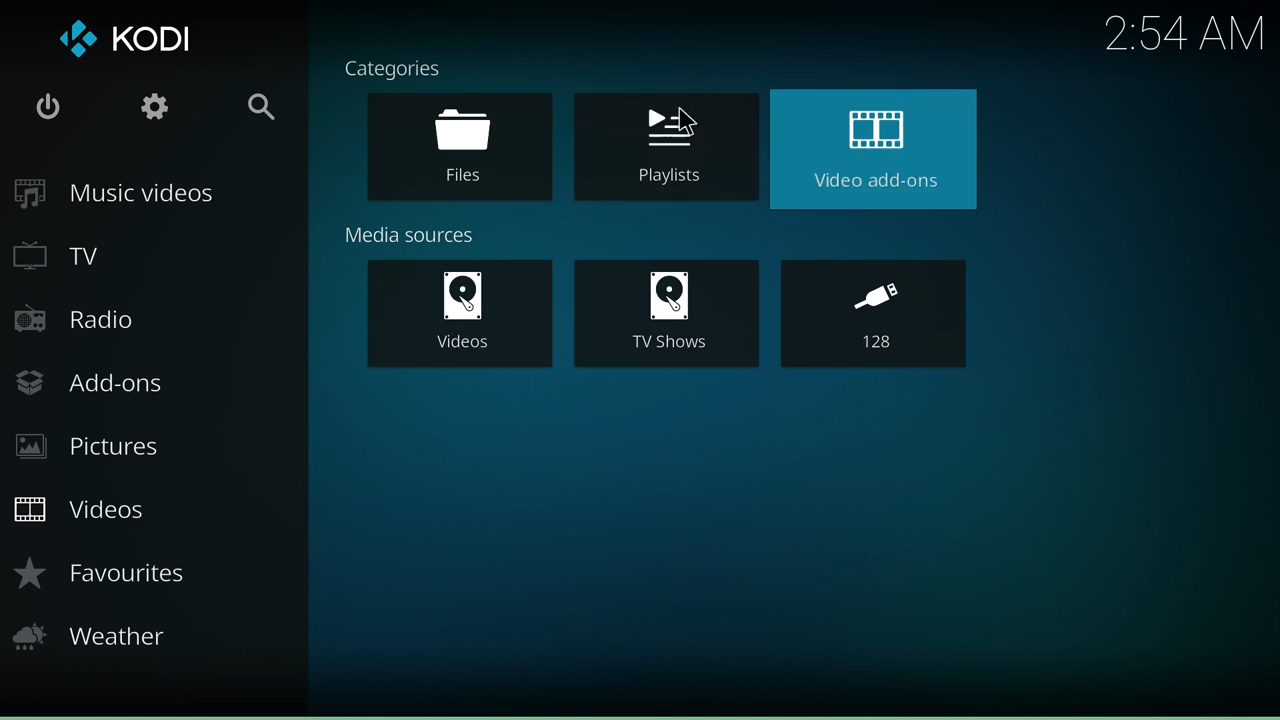 KODI
2:54 AM
Categories
Files
Playlists
Video add-ons
Media sources
Videos
TV Shows
128
Music videos
TV
Radio
Add-ons
Pictures
Videos
Favourites
Weather